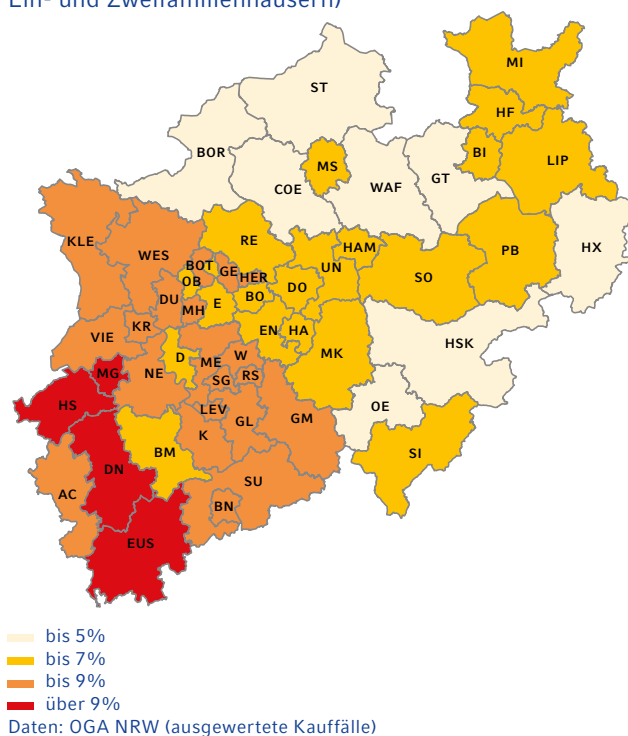 Ein- und Zweifamilienhäusern)
MI
ST
HF
BI
LIP
BOR
MS
GT
WAF
COE
KLE
RE
HAM
PB
HX
WES
BOT
GE
HER
UN
SO
OB
DU
E
BO
DO
MH
KR
EN
HA
VIE
D
ME
W
MK
HSK
MG
NE
SG
RS
HS
LEV
OE
K
GL
GM
BM
SI
DN
SU
AC
BN
EUS
bis 5%
bis 7%
bis 9%
über 9%
Daten: OGA NRW (ausgewertete Kauffälle)